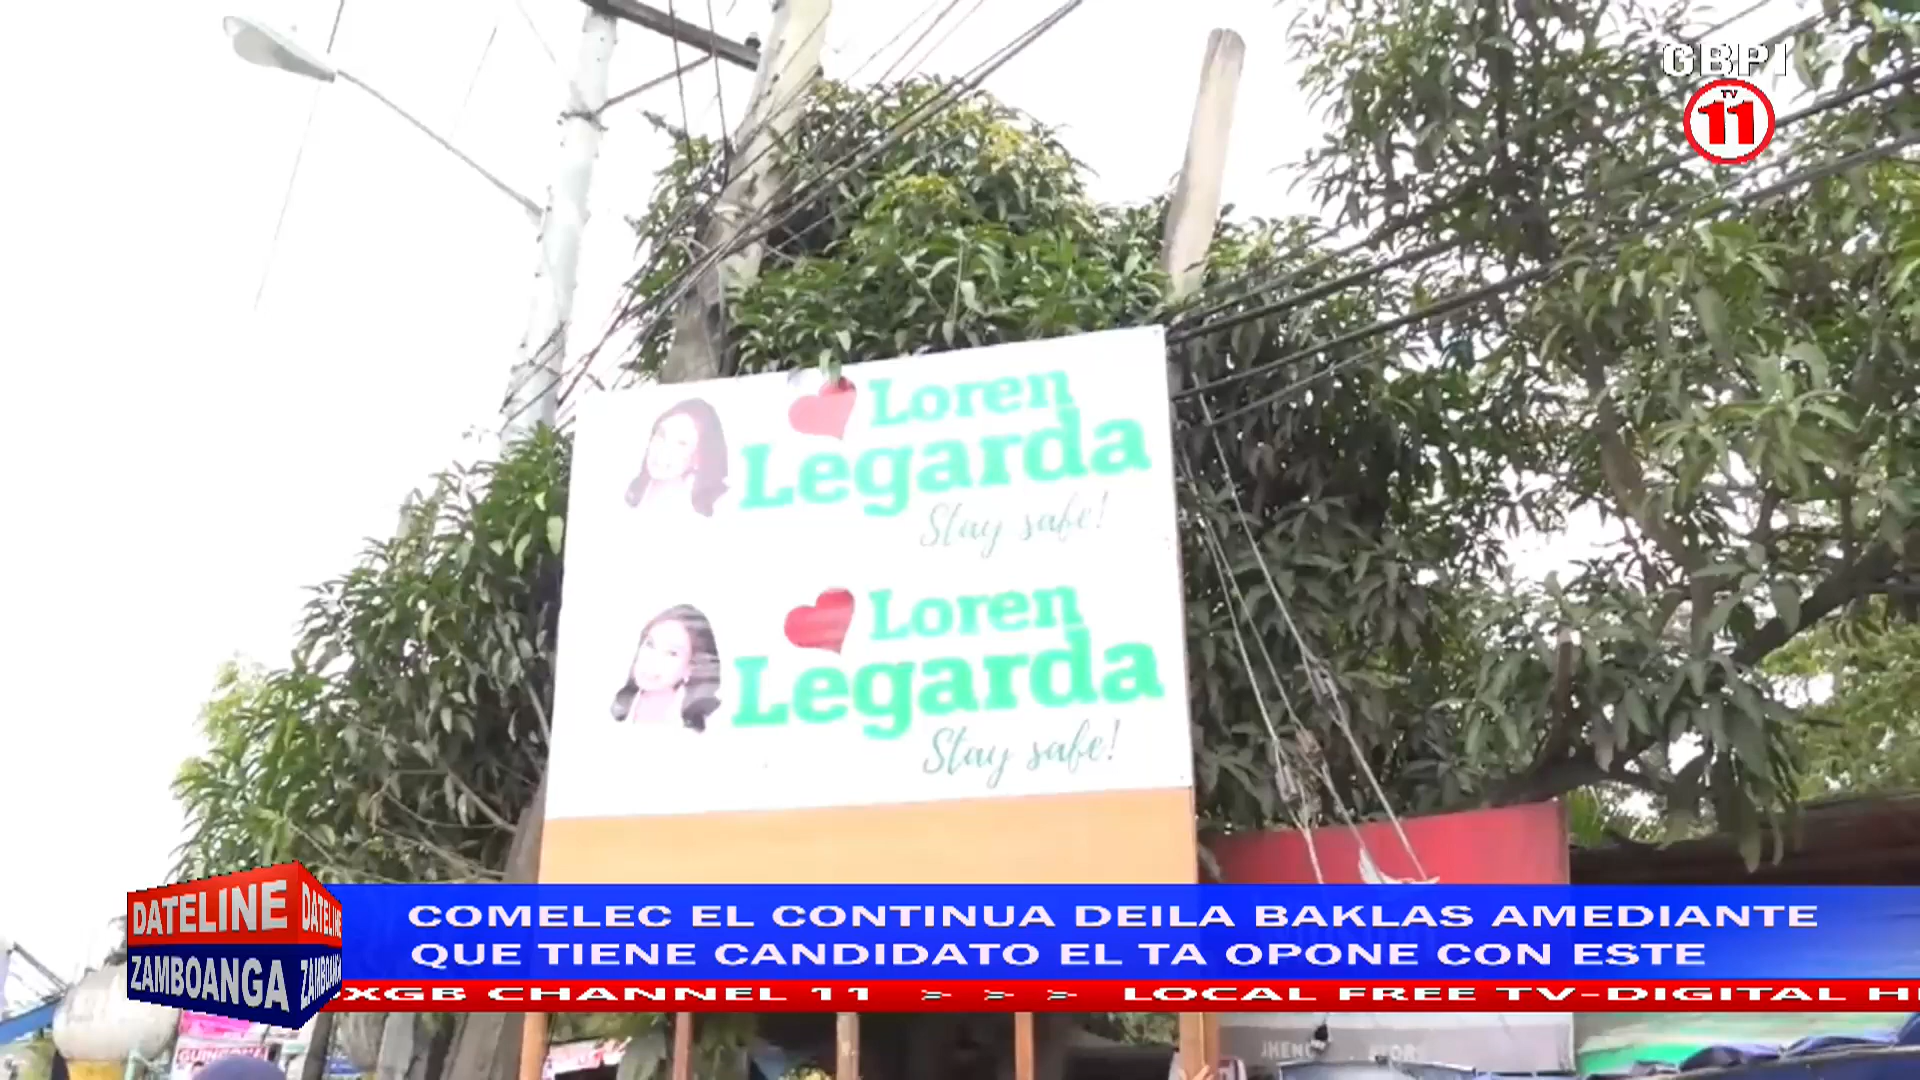 GBPI
TV
11
Loren
Legarda
Stay safe!
Loren
Legarda
Stay safe!
DATELINE
DATELINE
ZAMBOANGA
ZAMBOANGA
COMELEC EL CONTINUA DEILA BAKLAS AMEDIANTE
QUE TIENE CANDIDATO EL TA OPONE CON ESTE
XGB CHANNEL 11 > > > LOCAL FREE TV-DIGITAL H
GUINGONA